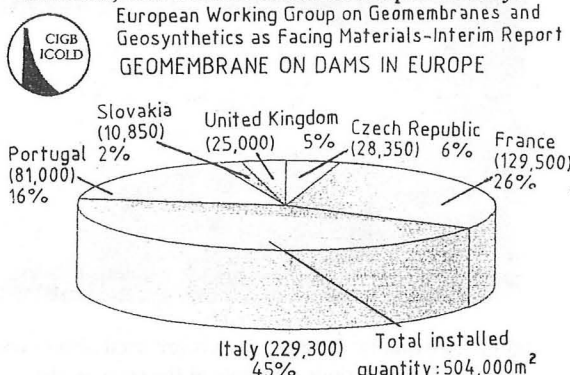 European Working Group on Geomembranes and
Geosynthetics as Facing Materials-Interim Report
CIGB
ICOLD
GEOMEMBRANE ON DAMS IN EUROPE
Slovakia
(10,850)
2%
United Kingdom
(25,000) 5%
Czech Republic
(28,350) 6%
France
(129,500)
26%
Portugal
(81,000)
16%
Italy (229,300)
45%
Total installed
quantity: 504,000m²